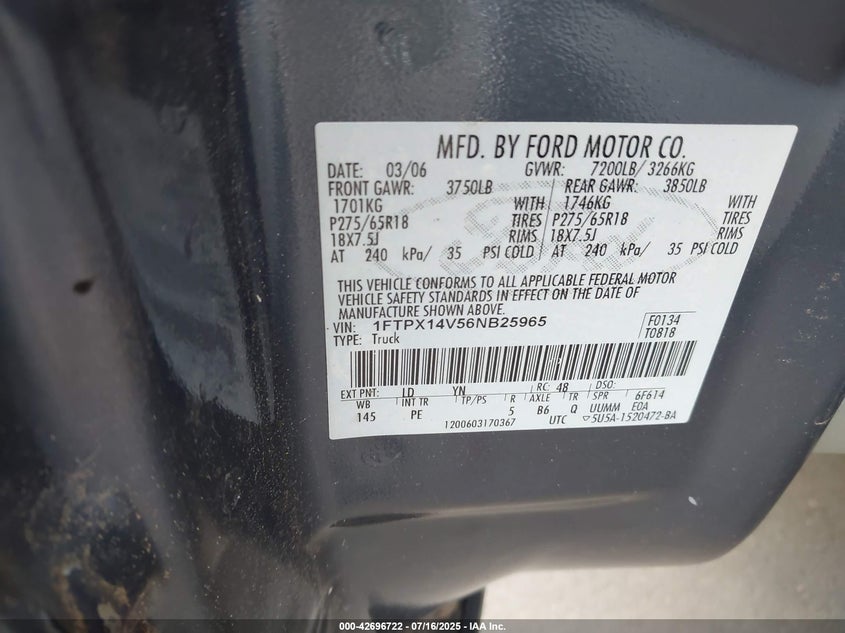 MFD. BY FORD MOTOR CO.
DATE: 03/06 GVWR: 7200LB/ 3266KG
FRONT GAWR: 3750LB REAR GAWR: 3850LB
1701KG WITH 1746KG WITH
P275/65R18 TIRES P275/65R18 TIRES
18X7.5J RIMS 18X7.5J RIMS
AT 240 kPa/ 35 PSI COLD AT 240 kPa/ 35 PSI COLD
THIS VEHICLE CONFORMS TO ALL APPLICABLE FEDERAL MOTOR
VEHICLE SAFETY STANDARDS IN EFFECT ON THE DATE OF
MANUFACTURE SHOWN ABOVE.
VIN: 1FTPX14V56NB25965 F0134
TYPE: Truck T0818
EXT PNT: LD YN RC: 48 DSO:
WB INT TR TP/PS R AXLE TR SPR 6F614
145 PE 5 B6 Q UUMM EOA
1200603170367 UTC ▽5U5A-1520472-BA
Ford
000-42696722 - 07/16/2025 - IAA Inc.